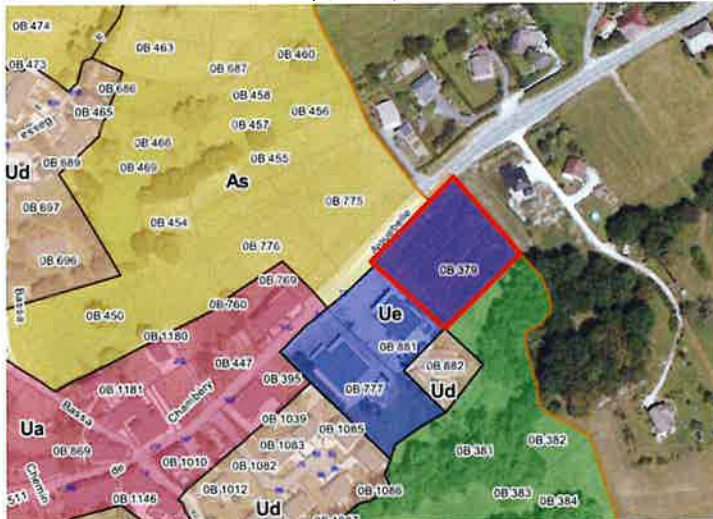 0B 474
0B 463
0B 460
0B 473
0B 687
0B 686
0B 458
0B 465
0B 456
0B 457
esseg
0B 466
0B 689
0B 469
0B 455
Ud
As
0B 697
0B 775
0B 454
0B 776
0B 696
0B 379
0B 769
Bassa
0B 760
0B 450
Ue
0B 1180
0B 881
0B 447
0B 882
0B 395
0B 777
Ud
0B 1181
Chambéry
Bassa
0B 1039
0B 1085
Ua
0B 1083
0B 869
0B 382
de
0B 381
0B 1010
0B 1082
Chemin
511
0B 1146
0B 1012
0B 1086
0B 383
0B 384
Ud